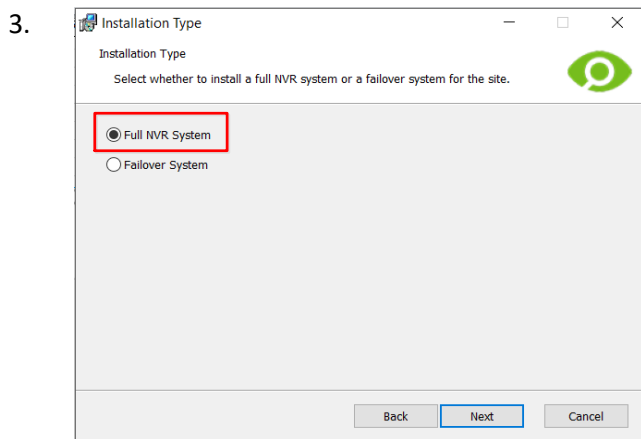 3.
Installation Type
Installation Type
Select whether to install a full NVR system or a failover system for the site.
Full NVR System
Failover System
Back Next Cancel